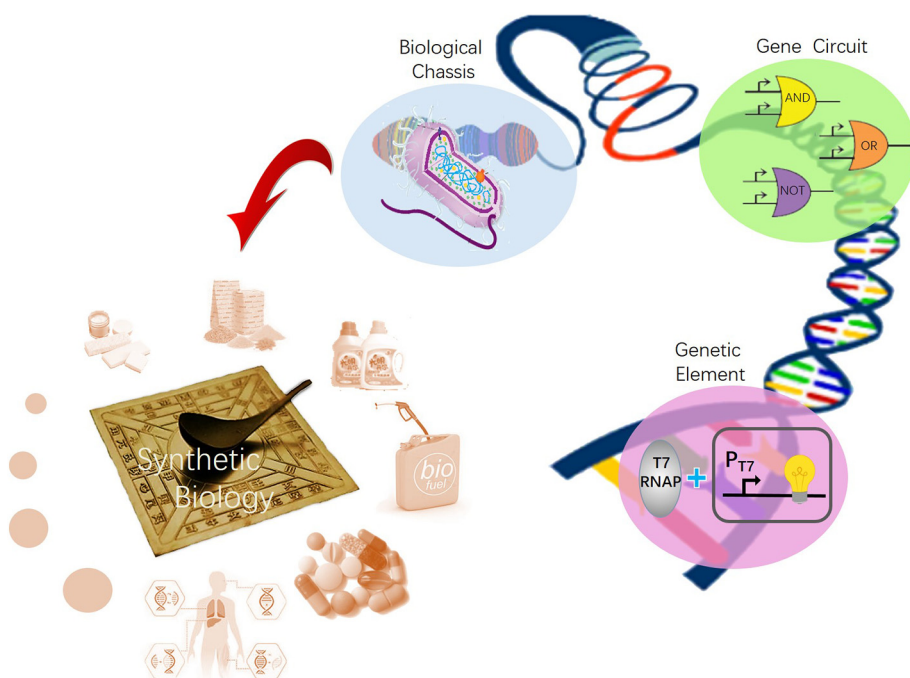 Biological
Chassis
Gene Circuit
AND
OR
NOT
Genetic
Element
T7
RNAP
+
PT7
Synthetic
Biology
bio
fuel